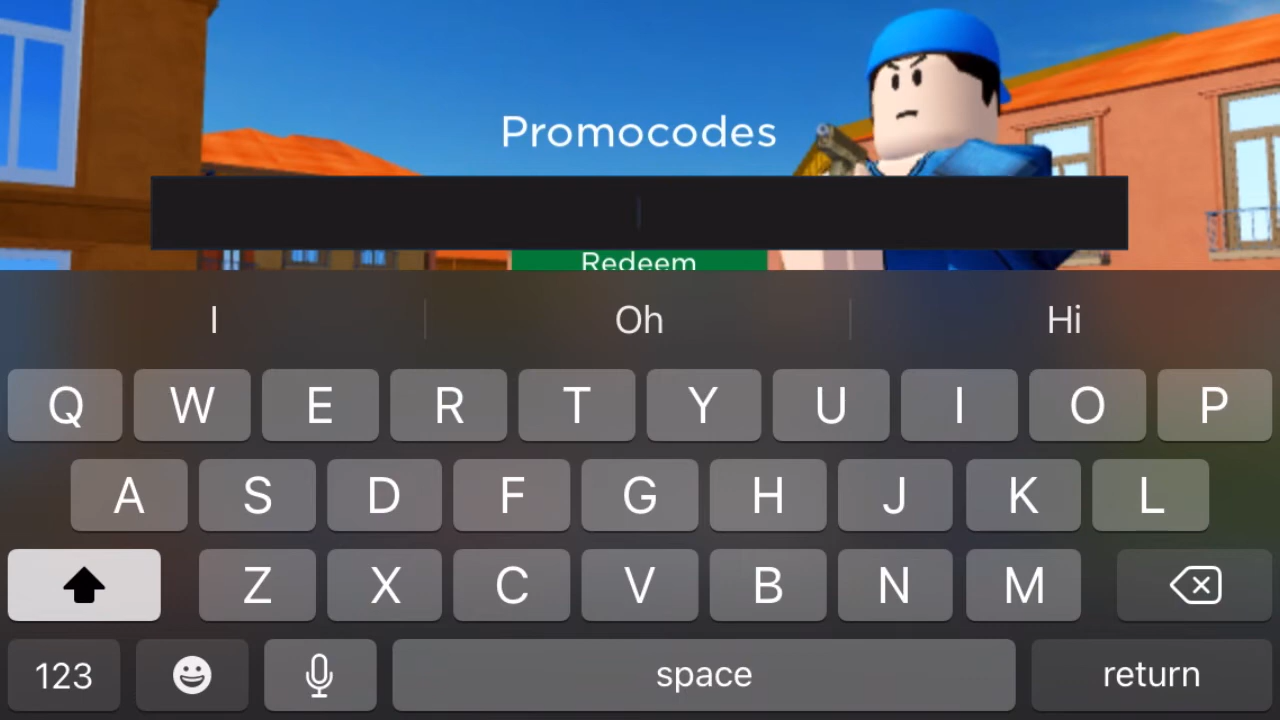 Promocodes
Redeem
I Oh Hi
Q W E R T Y U I O P
A S D F G H J K L
Z X C V B N M
123 space return